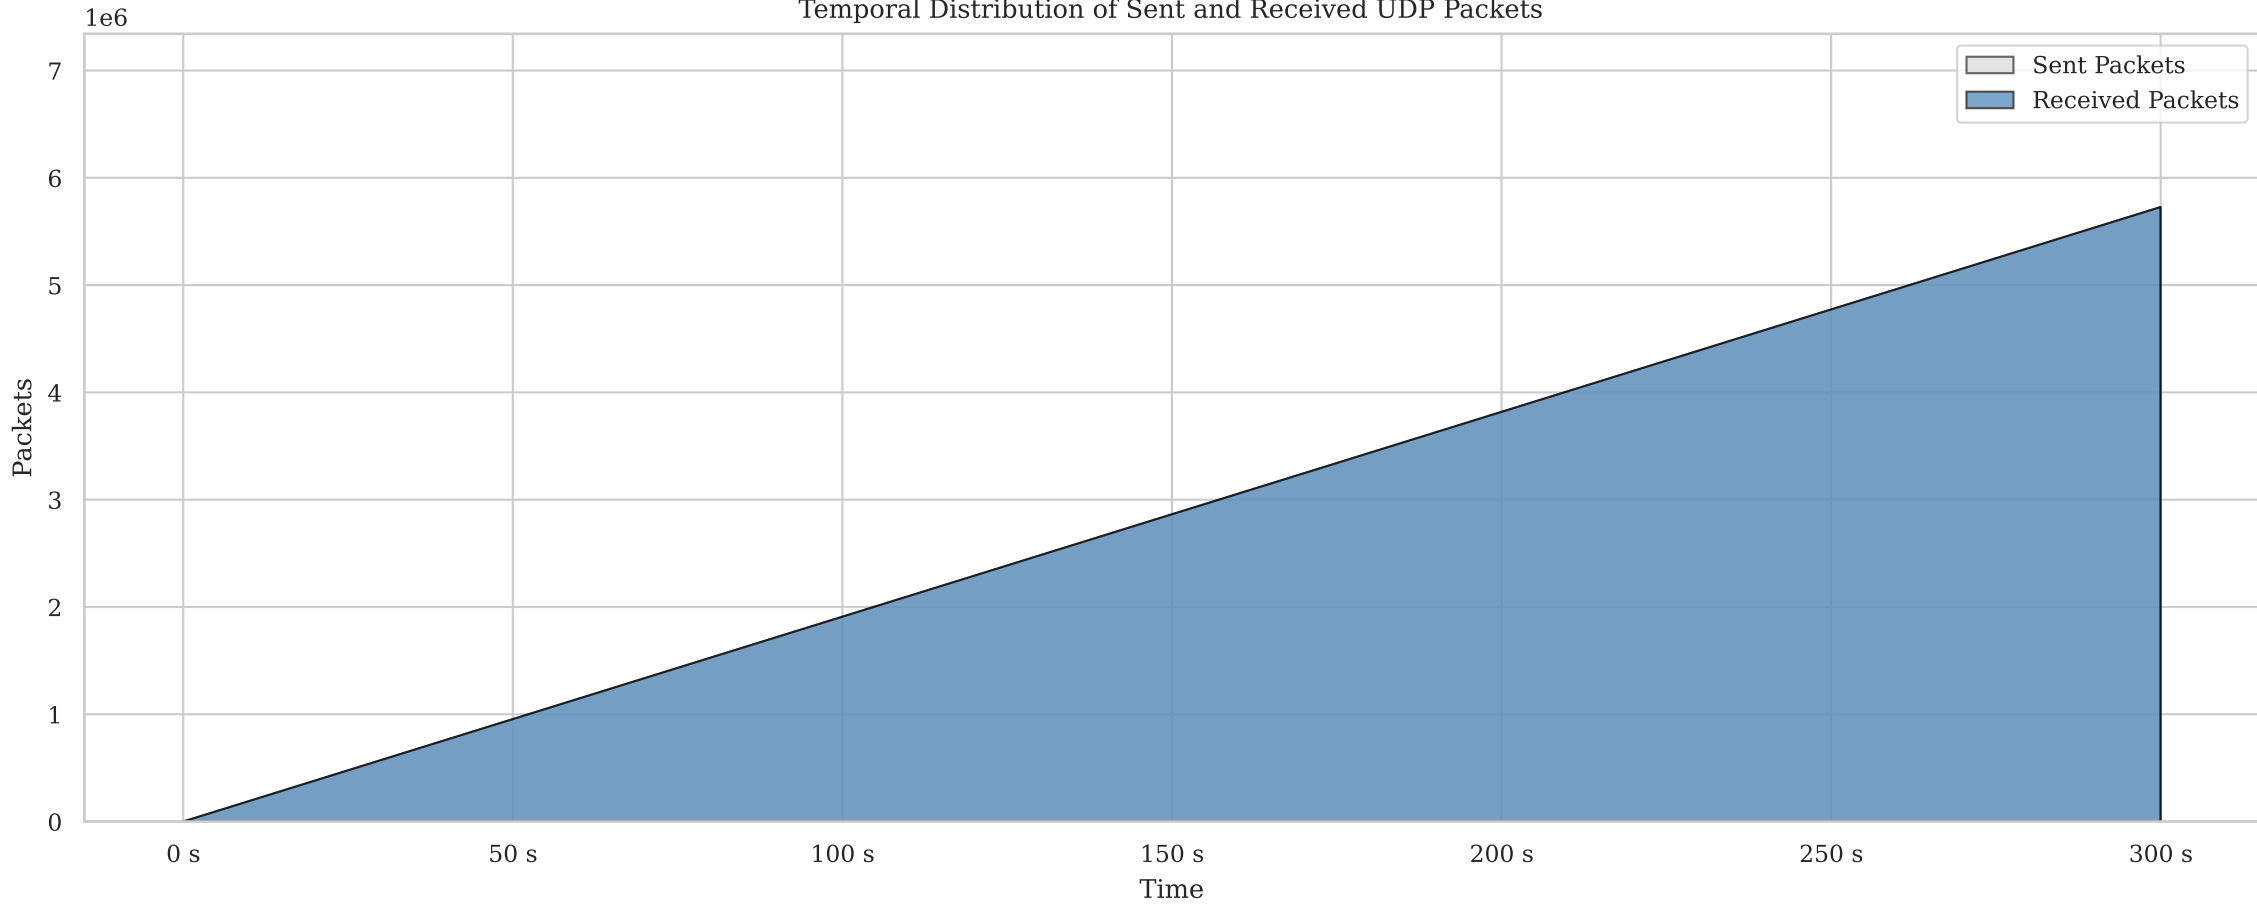 Temporal Distribution of Sent and Received UDP Packets
1e6
7
6
5
4
3
2
1
0
Packets
Sent Packets
Received Packets
0 s
50 s
100 s
150 s
200 s
250 s
300 s
Time